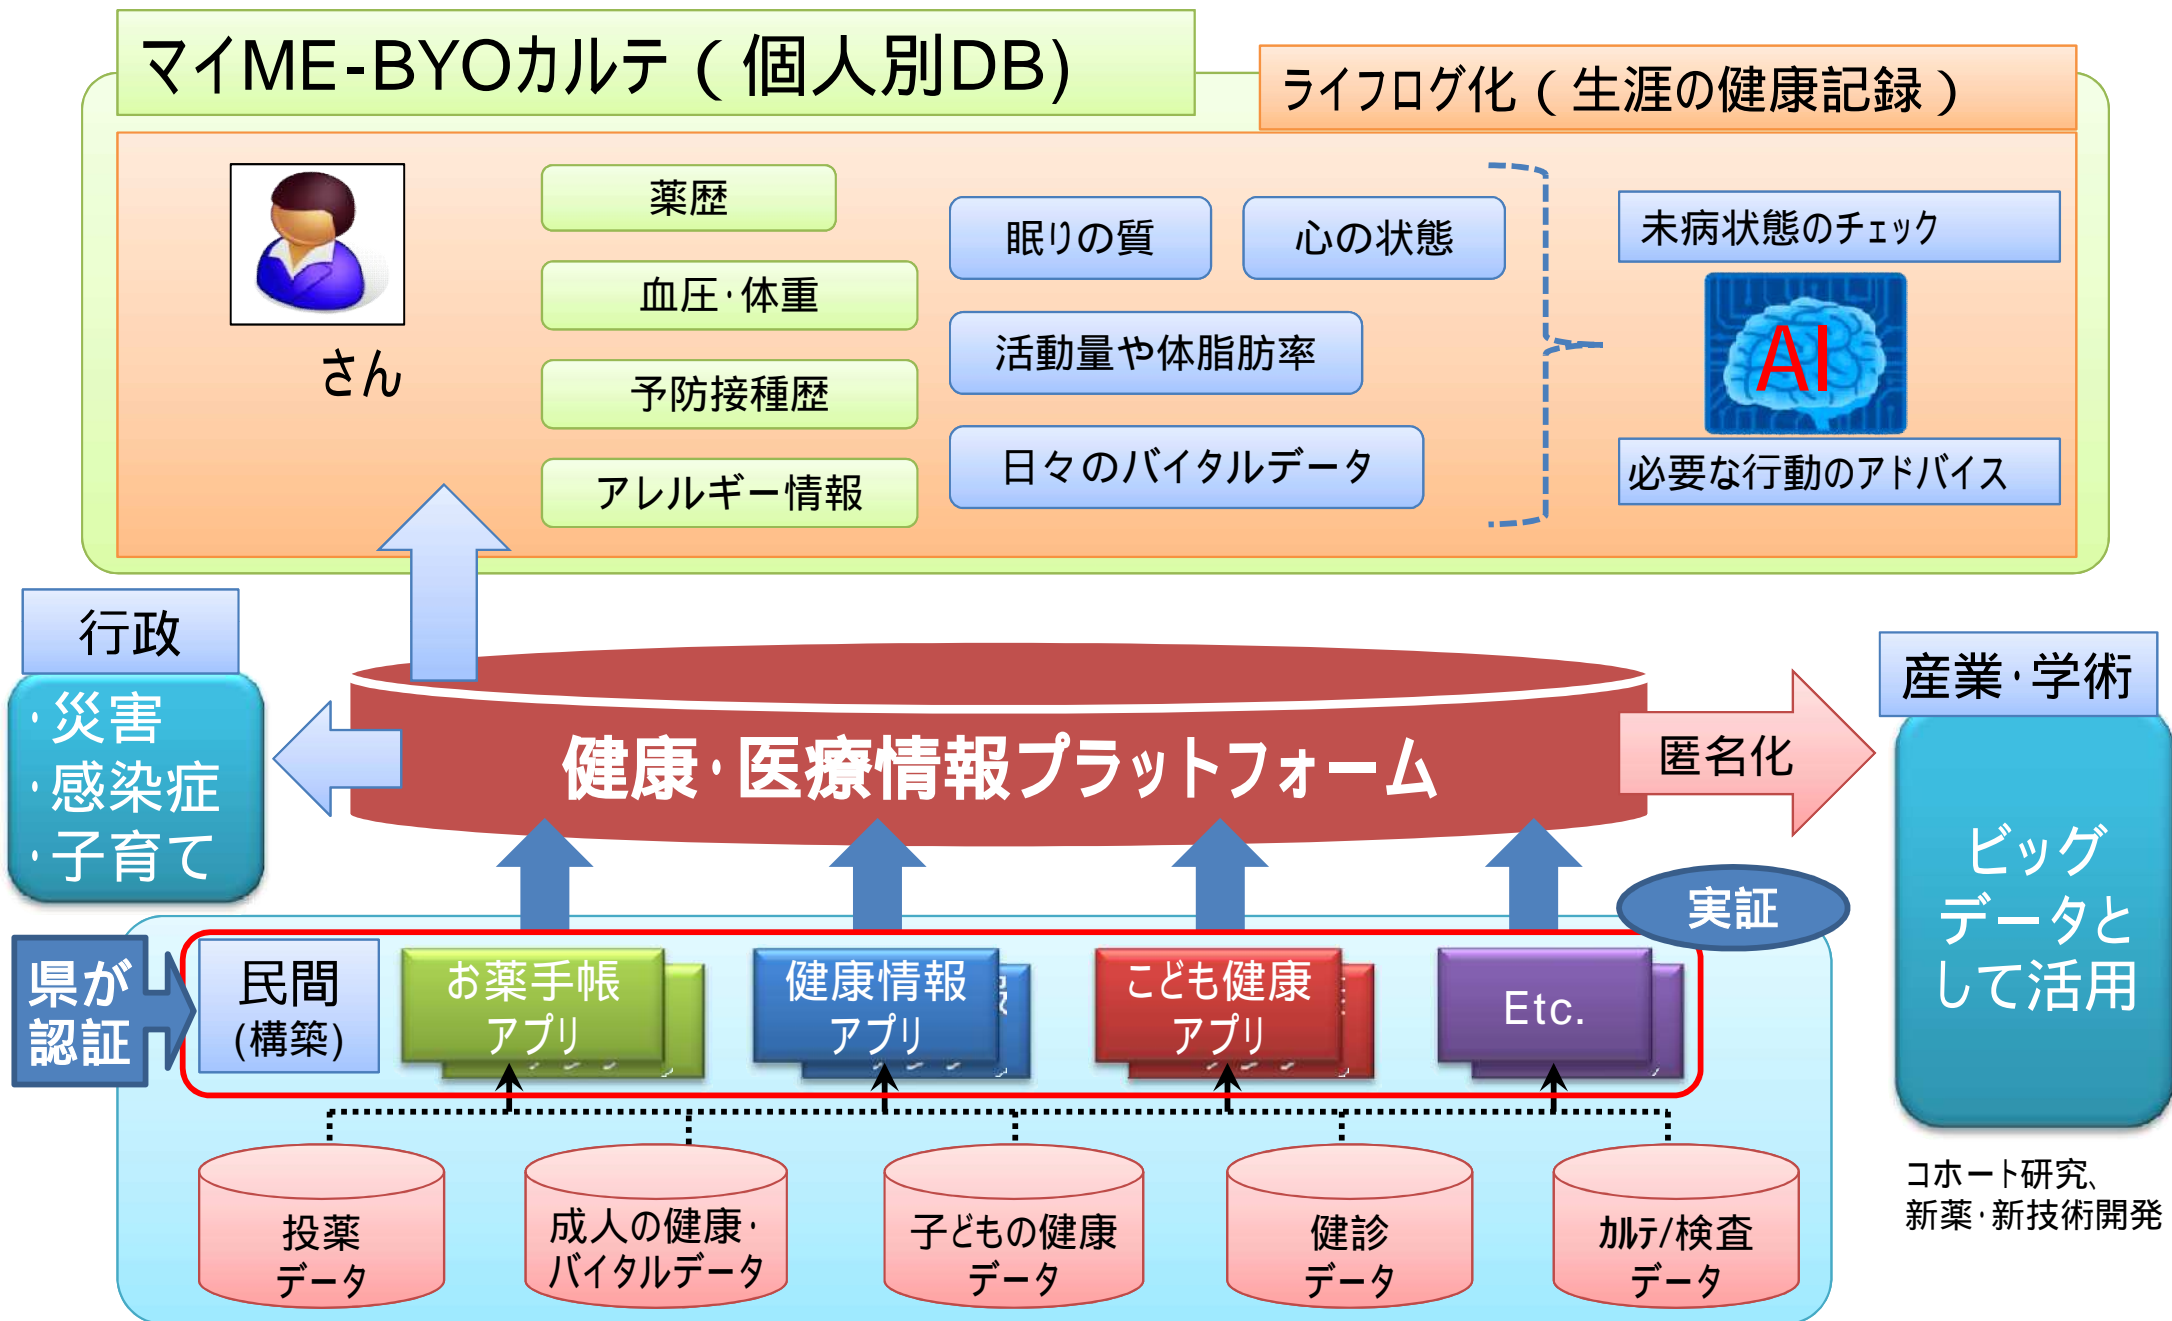 マイME-BYOカルテ(個人別DB)
ライフログ化(生涯の健康記録)
さん
薬歴
血圧・体重
予防接種歴
アレルギー情報
眠りの質
心の状態
活動量や体脂肪率
日々のバイタルデータ
未病状態のチェック
AI
必要な行動のアドバイス
行政
・災害
・感染症
・子育て
健康・医療情報プラットフォーム
匿名化
産業・学術
ビッグ
データと
して活用
コホート研究、
新薬・新技術開発
実証
県が
認証
民間
(構築)
お薬手帳
アプリ
健康情報
アプリ
こども健康
アプリ
Etc.
投薬
データ
成人の健康・
バイタルデータ
子どもの健康
データ
健診
データ
カルテ/検査
データ